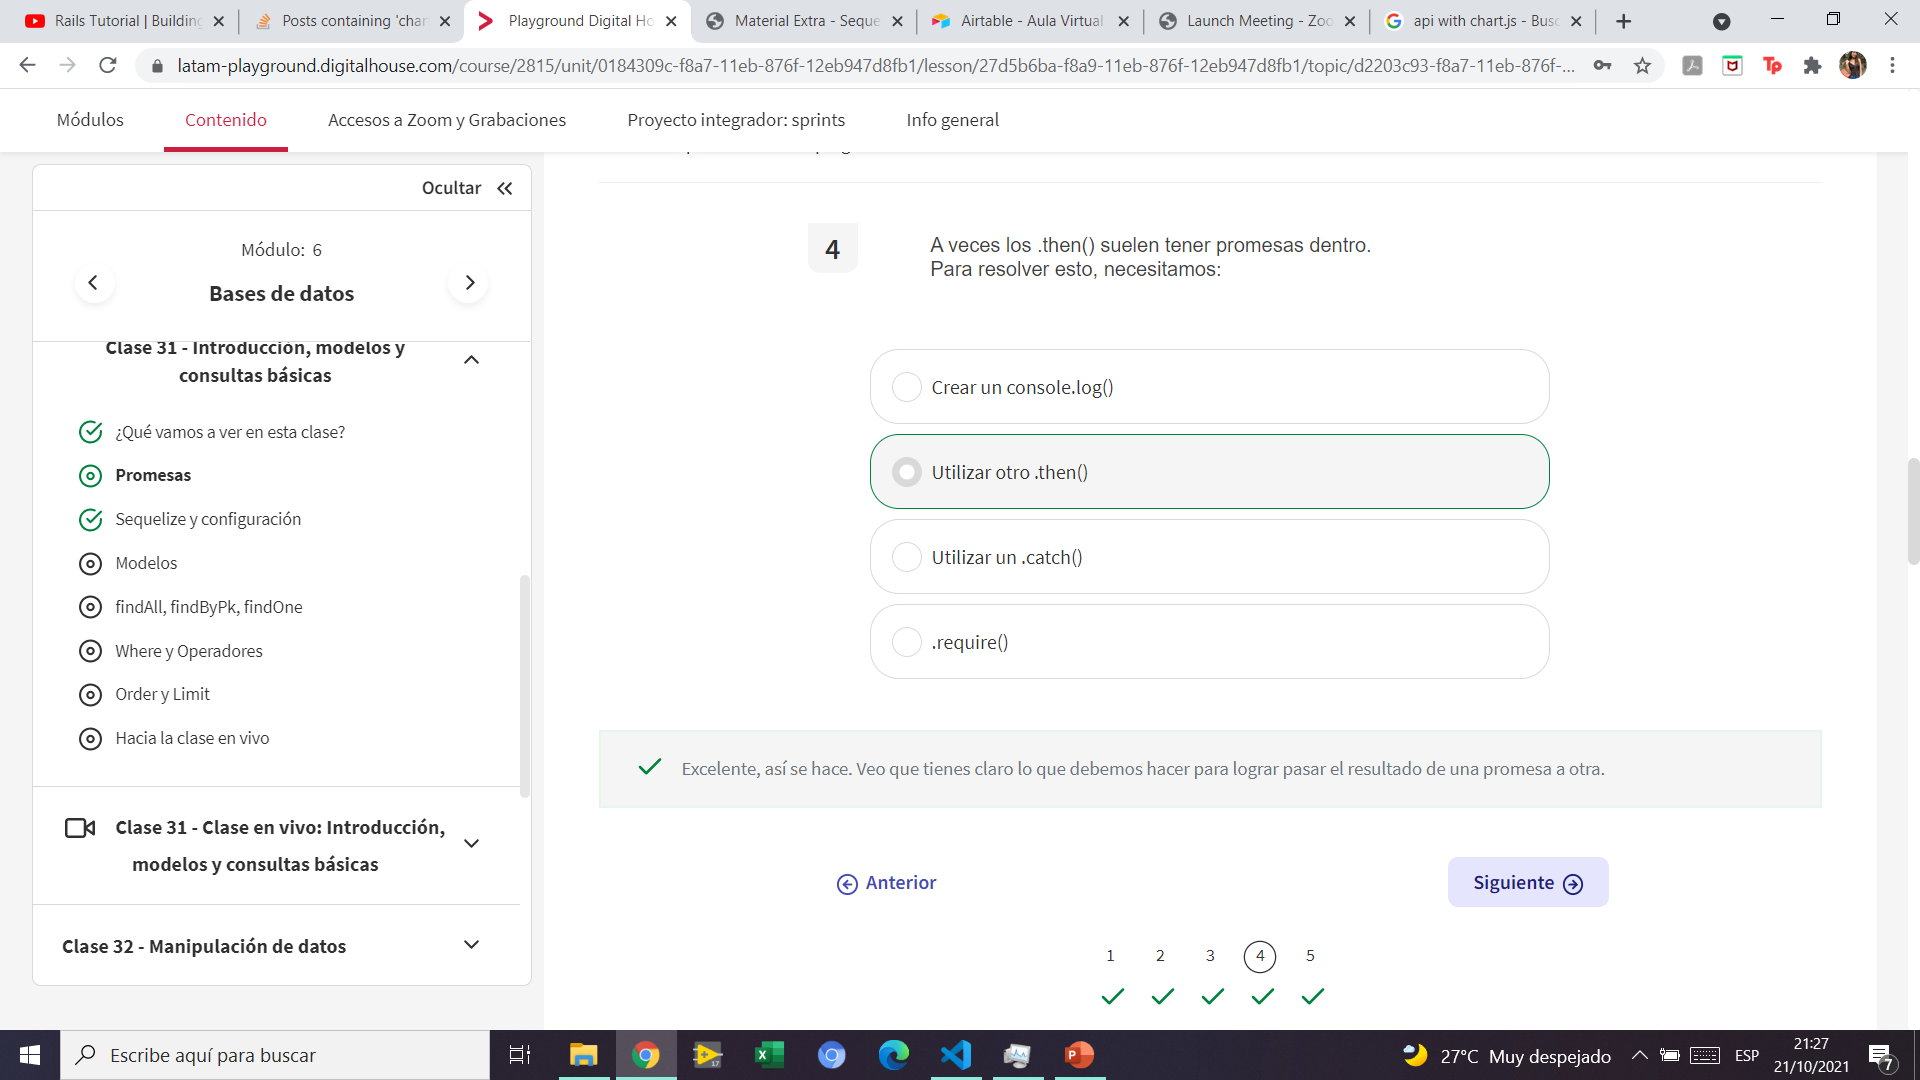 Rails Tutorial | Building
Posts containing 'char
Playground Digital Ho
Material Extra - Seque
Airtable - Aula Virtual
Launch Meeting - Zoo
api with chart.js - Busc
latam-playground.digitalhouse.com/course/2815/unit/0184309c-f8a7-11eb-876f-12eb947d8fb1/lesson/27d5b6ba-f8a9-11eb-876f-12eb947d8fb1/topic/d2203c93-f8a7-11eb-876f-...
Módulos
Contenido
Accesos a Zoom y Grabaciones
Proyecto integrador: sprints
Info general
Ocultar
Módulo: 6
Bases de datos
Clase 31 - Introducción, modelos y
consultas básicas
¿Qué vamos a ver en esta clase?
Promesas
Sequelize y configuración
Modelos
findAll, findByPk, findOne
Where y Operadores
Order y Limit
Hacia la clase en vivo
Clase 31 - Clase en vivo: Introducción,
modelos y consultas básicas
Clase 32 - Manipulación de datos
4
A veces los .then() suelen tener promesas dentro.
Para resolver esto, necesitamos:
Crear un console.log()
Utilizar otro .then()
Utilizar un .catch()
.require()
Excelente, así se hace. Veo que tienes claro lo que debemos hacer para lograr pasar el resultado de una promesa a otra.
Anterior
Siguiente
1 2 3 4 5
Escribe aquí para buscar
27°C Muy despejado
ESP
21:27
21/10/2021
7